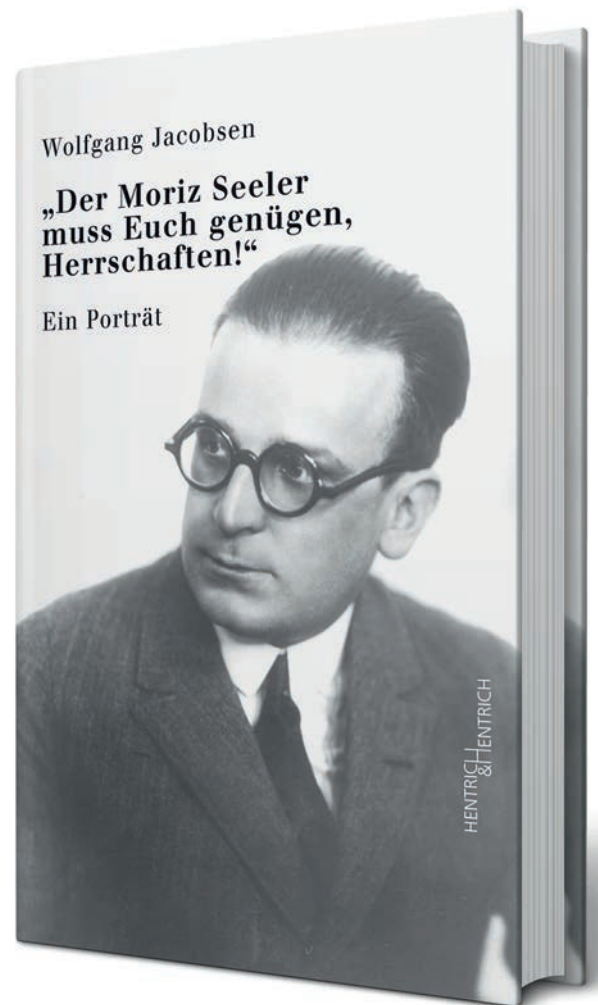 Wolfgang Jacobsen
„Der Moriz Seeler
muss Euch genügen,
Herrschaften!“
Ein Porträt
HENTRICH
&HENTRICH